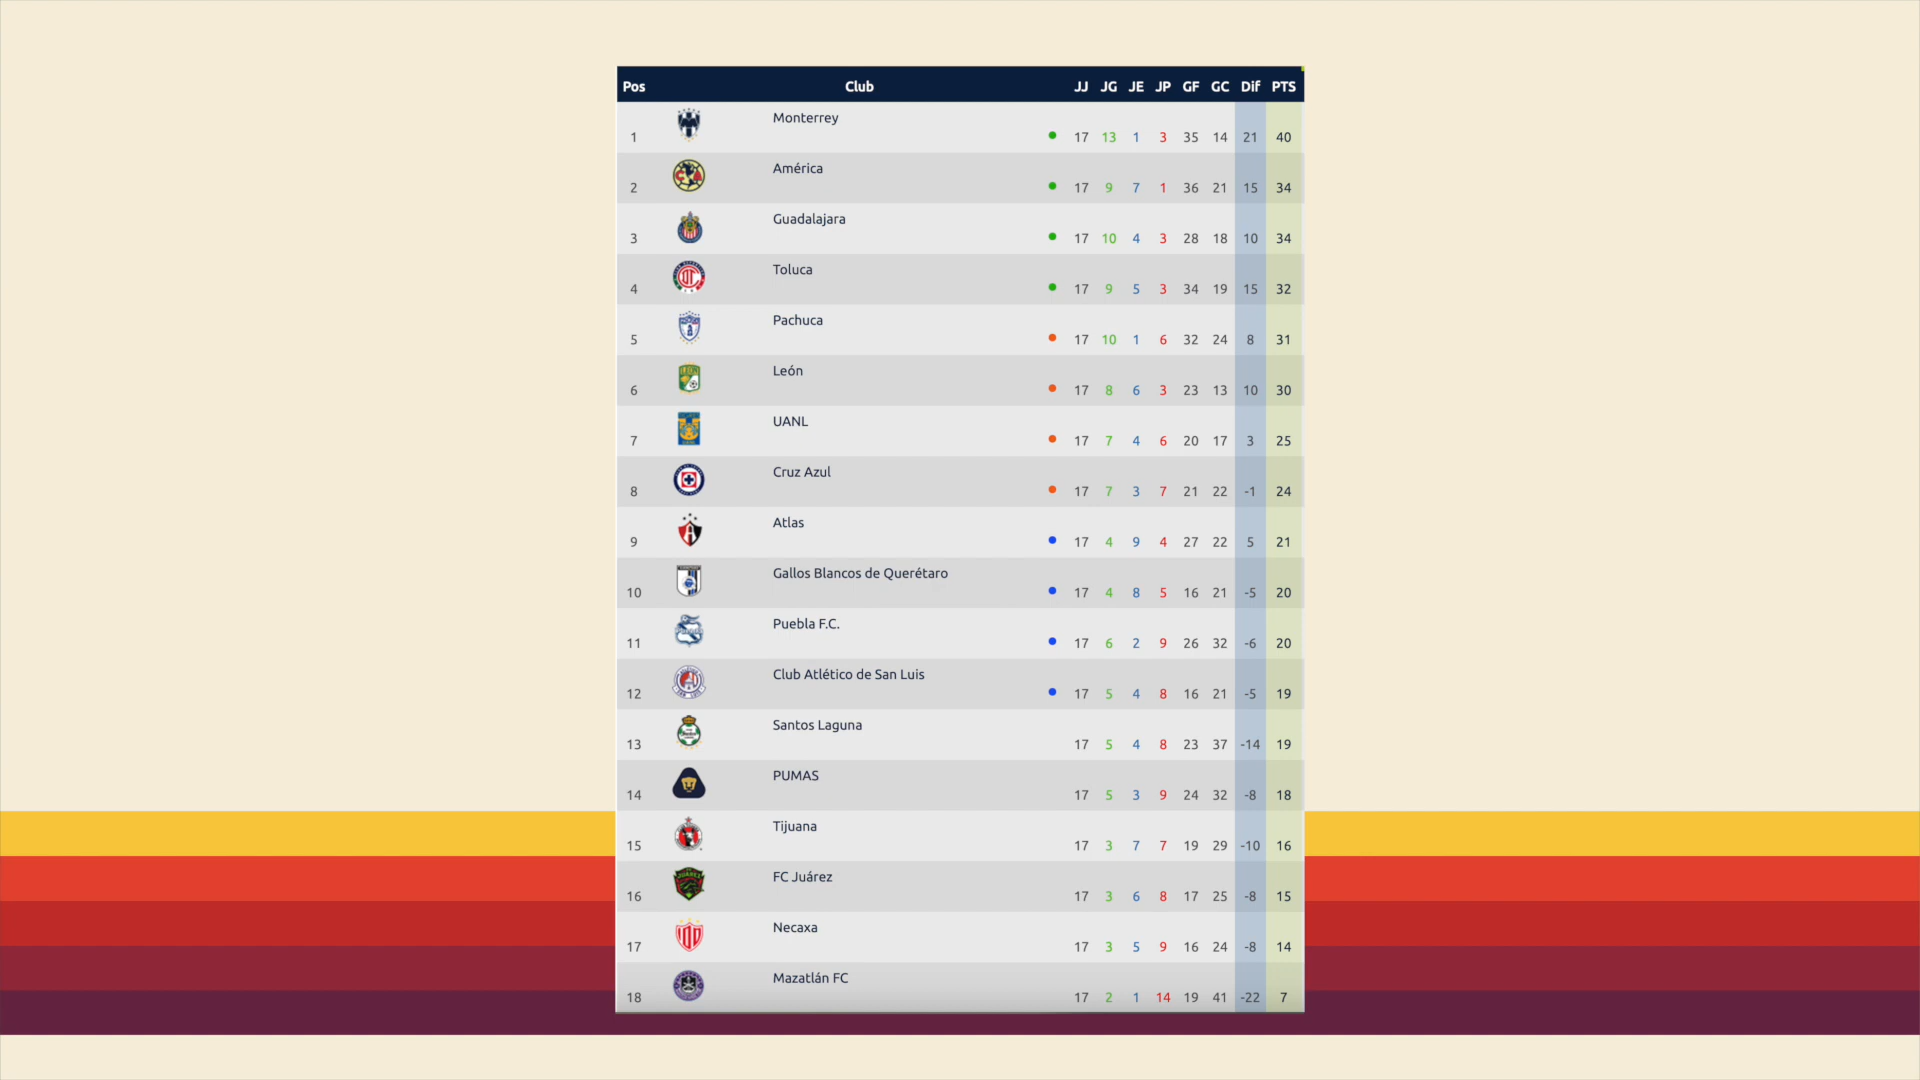 Pos Club JJ JG JE JP GF GC Dif PTS
1 Monterrey 17 13 1 3 35 14 21 40
2 América 17 9 7 1 36 21 15 34
3 Guadalajara 17 10 4 3 28 18 10 34
4 Toluca 17 9 5 3 34 19 15 32
5 Pachuca 17 10 1 6 32 24 8 31
6 León 17 8 6 3 23 13 10 30
7 UANL 17 7 4 6 20 17 3 25
8 Cruz Azul 17 7 3 7 21 22 -1 24
9 Atlas 17 4 9 4 27 22 5 21
10 Gallos Blancos de Querétaro 17 4 8 5 16 21 -5 20
11 Puebla F.C. 17 6 2 9 26 32 -6 20
12 Club Atlético de San Luis 17 5 4 8 16 21 -5 19
13 Santos Laguna 17 5 4 8 23 37 -14 19
14 PUMAS 17 5 3 9 24 32 -8 18
15 Tijuana 17 3 7 7 19 29 -10 16
16 FC Juárez 17 3 6 8 17 25 -8 15
17 Necaxa 17 3 5 9 16 24 -8 14
18 Mazatlán FC 17 2 1 14 19 41 -22 7